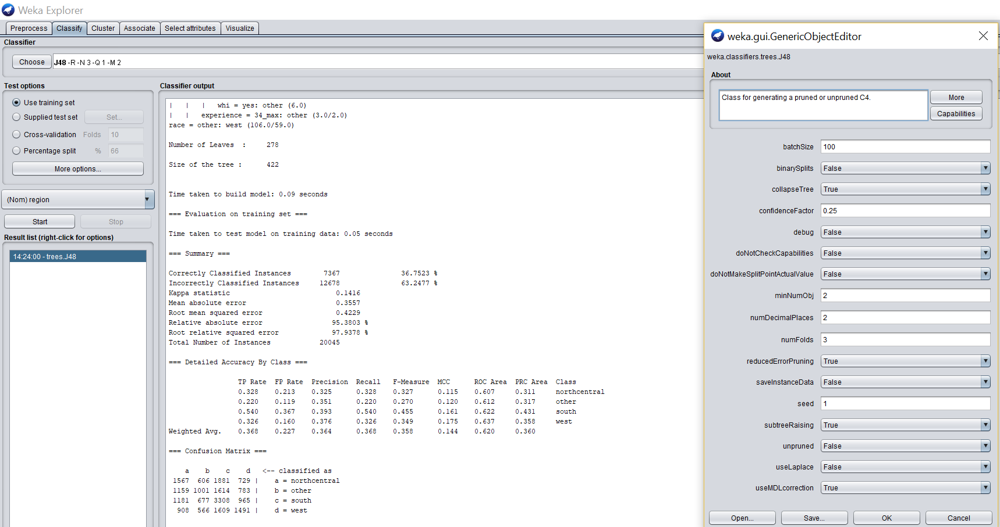 Weka Explorer
Preprocess Classify Cluster Associate Select attributes Visualize
Classifier
Choose J48 -R -N 3 -Q 1 -M 2
Test options
Use training set
Supplied test set Set...
Cross-validation Folds 10
Percentage split % 66
More options...
(Nom) region
Start Stop
Result list (right-click for options)
14:24:00 - trees.J48
Classifier output
| | | whi = yes: other (6.0)
| | experience = 34_max: other (3.0/2.0)
race = other: west (106.0/59.0)
Number of Leaves : 278
Size of the tree : 422
Time taken to build model: 0.09 seconds
=== Evaluation on training set ===
Time taken to test model on training data: 0.05 seconds
=== Summary ===
Correctly Classified Instances 7367 36.7523 %
Incorrectly Classified Instances 12678 63.2477 %
Kappa statistic 0.1416
Mean absolute error 0.3557
Root mean squared error 0.4229
Relative absolute error 95.3803 %
Root relative squared error 97.9378 %
Total Number of Instances 20045
=== Detailed Accuracy By Class ===
TP Rate FP Rate Precision Recall F-Measure MCC ROC Area PRC Area Class
0.328 0.213 0.325 0.328 0.327 0.115 0.607 0.311 northcentral
0.220 0.119 0.351 0.220 0.270 0.120 0.612 0.317 other
0.540 0.367 0.393 0.540 0.455 0.161 0.622 0.431 south
0.326 0.160 0.376 0.326 0.349 0.175 0.637 0.358 west
Weighted Avg. 0.368 0.227 0.364 0.368 0.358 0.144 0.620 0.360
=== Confusion Matrix ===
a b c d <-- classified as
1567 606 1881 729 | a = northcentral
1159 1001 1614 783 | b = other
1181 677 3308 965 | c = south
908 566 1609 1491 | d = west
weka.gui.GenericObjectEditor
weka.classifiers.trees.J48
About
Class for generating a pruned or unpruned C4.
More
Capabilities
batchSize 100
binarySplits False
collapseTree True
confidenceFactor 0.25
debug False
doNotCheckCapabilities False
doNotMakeSplitPointActualValue False
minNumObj 2
numDecimalPlaces 2
numFolds 3
reducedErrorPruning True
saveInstanceData False
seed 1
subtreeRaising True
unpruned False
useLaplace False
useMDLcorrection True
Open... Save... OK Cancel